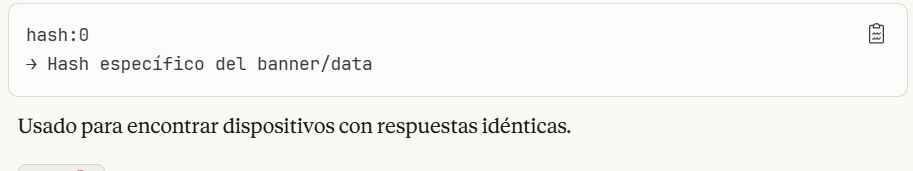 hash:0
→ Hash específico del banner/data
Usado para encontrar dispositivos con respuestas idénticas.